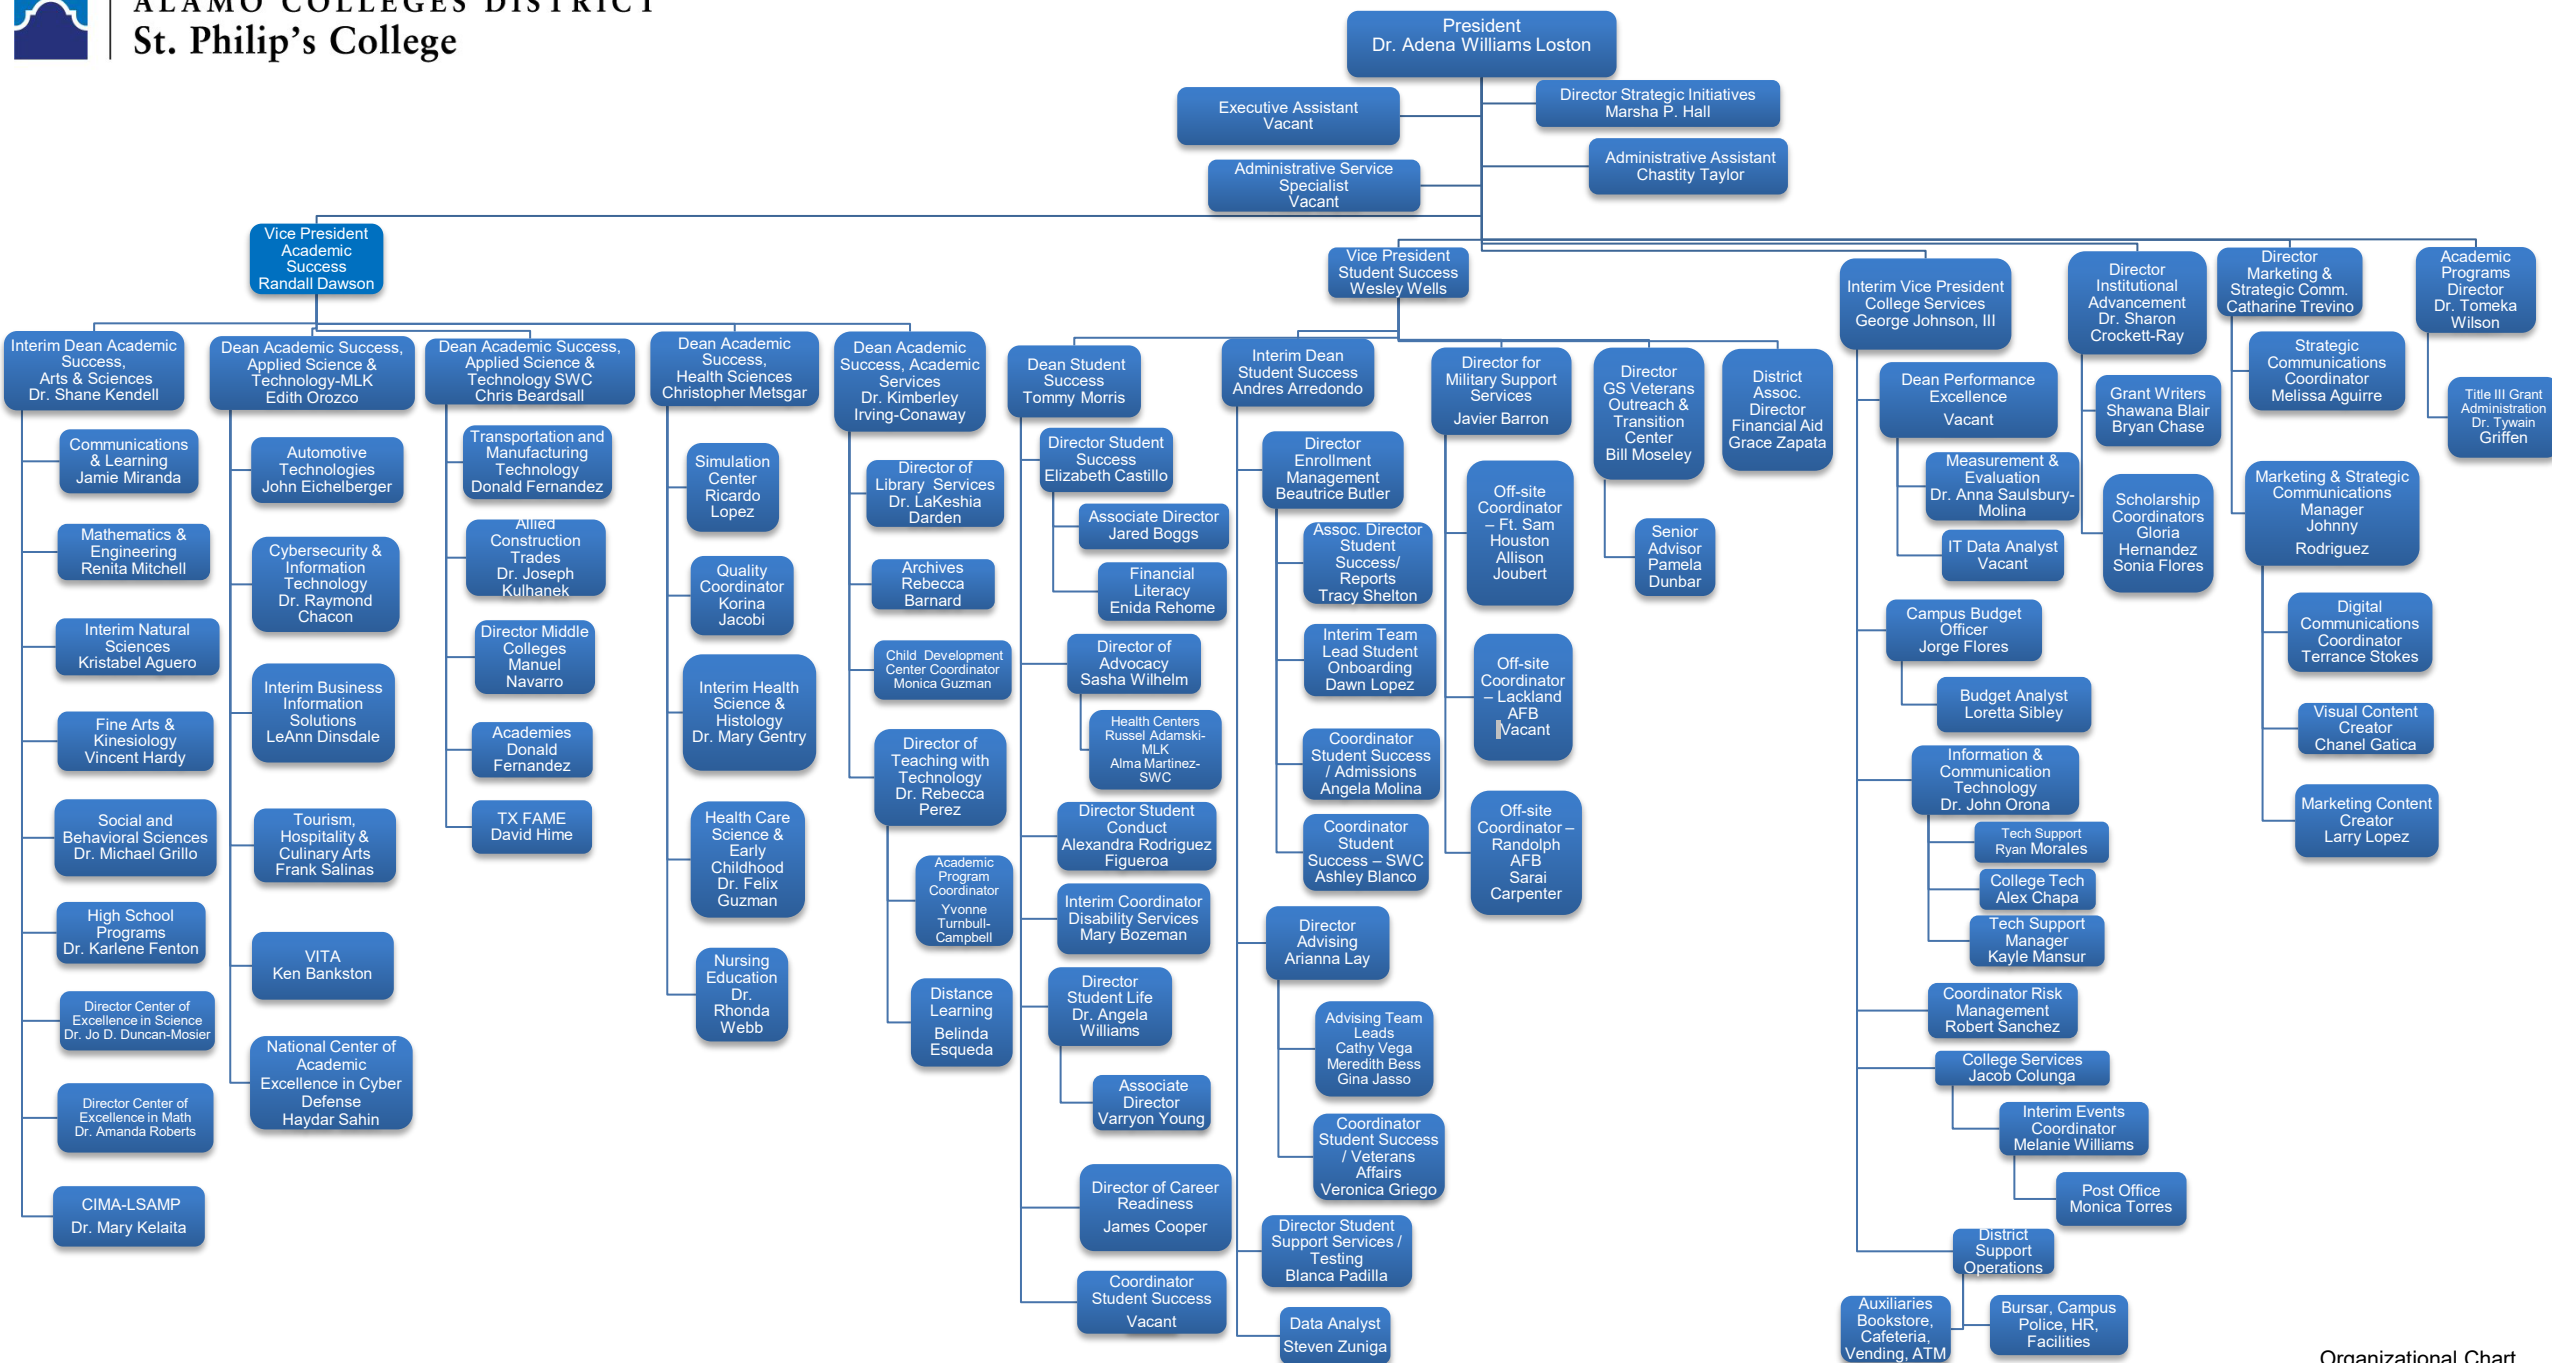 ALAMO COLLEGES DISTRICT
St. Philip's College
President
Dr. Adena Williams Loston
Executive Assistant
Vacant
Director Strategic Initiatives
Marsha P. Hall
Administrative Service
Specialist
Vacant
Administrative Assistant
Chastity Taylor
Vice President
Academic
Success
Randall Dawson
Interim Dean Academic
Success,
Arts & Sciences
Dr. Shane Kendell
Communications
& Learning
Jamie Miranda
Mathematics &
Engineering
Renita Mitchell
Interim Natural
Sciences
Kristabel Aguero
Fine Arts &
Kinesiology
Vincent Hardy
Social and
Behavioral Sciences
Dr. Michael Grillo
High School
Programs
Dr. Karlene Fenton
Director Center of
Excellence in Science
Dr. Jo D. Duncan-Mosier
Director Center of
Excellence in Math
Dr. Amanda Roberts
CIMA-LSAMP
Dr. Mary Kelaita
Dean Academic Success,
Applied Science &
Technology-MLK
Edith Orozco
Automotive
Technologies
John Eichelberger
Cybersecurity &
Information
Technology
Dr. Raymond
Chacon
Interim Business
Information
Solutions
LeAnn Dinsdale
Tourism,
Hospitality &
Culinary Arts
Frank Salinas
VITA
Ken Bankston
National Center of
Academic
Excellence in Cyber
Defense
Haydar Sahin
Dean Academic Success,
Applied Science &
Technology SWC
Chris Beardsall
Transportation and
Manufacturing
Technology
Donald Fernandez
Allied
Construction
Trades
Dr. Joseph
Kulhanek
Director Middle
Colleges
Manuel
Navarro
Academies
Donald
Fernandez
TX FAME
David Hime
Dean Academic
Success,
Health Sciences
Christopher Metsgar
Simulation
Center
Ricardo
Lopez
Quality
Coordinator
Korina
Jacobi
Interim Health
Science &
Histology
Dr. Mary Gentry
Health Care
Science &
Early
Childhood
Dr. Felix
Guzman
Nursing
Education
Dr.
Rhonda
Webb
Dean Academic
Success, Academic
Services
Dr. Kimberley
Irving-Conaway
Director of
Library Services
Dr. LaKeshia
Darden
Archives
Rebecca
Barnard
Child Development
Center Coordinator
Monica Guzman
Director of
Teaching with
Technology
Dr. Rebecca
Perez
Academic
Program
Coordinator
Yvonne
Turnbull-
Campbell
Distance
Learning
Belinda
Esqueda
Vice President
Student Success
Wesley Wells
Dean Student
Success
Tommy Morris
Director Student
Success
Elizabeth Castillo
Associate Director
Jared Boggs
Financial
Literacy
Enida Rehome
Director of
Advocacy
Sasha Wilhelm
Health Centers
Russel Adamski-
MLK
Alma Martinez-
SWC
Director Student
Conduct
Alexandra Rodriguez
Figueroa
Interim Coordinator
Disability Services
Mary Bozeman
Director
Student Life
Dr. Angela
Williams
Associate
Director
Varryon Young
Director of Career
Readiness
James Cooper
Coordinator
Student Success
Vacant
Interim Dean
Student Success
Andres Arredondo
Director
Enrollment
Management
Beautrice Butler
Assoc. Director
Student
Success/
Reports
Tracy Shelton
Interim Team
Lead Student
Onboarding
Dawn Lopez
Coordinator
Student Success
/ Admissions
Angela Molina
Coordinator
Student
Success – SWC
Ashley Blanco
Director
Advising
Arianna Lay
Advising Team
Leads
Cathy Vega
Meredith Bess
Gina Jasso
Coordinator
Student Success
/ Veterans
Affairs
Veronica Griego
Director Student
Support Services /
Testing
Blanca Padilla
Data Analyst
Steven Zuniga
Director for
Military Support
Services
Javier Barron
Off-site
Coordinator
– Ft. Sam
Houston
Allison
Joubert
Off-site
Coordinator
– Lackland
AFB
Vacant
Off-site
Coordinator –
Randolph
AFB
Sarai
Carpenter
Director
GS Veterans
Outreach &
Transition
Center
Bill Moseley
Senior
Advisor
Pamela
Dunbar
District
Assoc.
Director
Financial Aid
Grace Zapata
Interim Vice President
College Services
George Johnson, III
Dean Performance
Excellence
Vacant
Measurement &
Evaluation
Dr. Anna Saulsbury-
Molina
IT Data Analyst
Vacant
Campus Budget
Officer
Jorge Flores
Budget Analyst
Loretta Sibley
Information &
Communication
Technology
Dr. John Orona
Tech Support
Ryan Morales
College Tech
Alex Chapa
Tech Support
Manager
Kayle Mansur
Coordinator Risk
Management
Robert Sanchez
College Services
Jacob Colunga
Interim Events
Coordinator
Melanie Williams
Post Office
Monica Torres
District
Support
Operations
Auxiliaries
Bookstore,
Cafeteria,
Vending, ATM
Bursar, Campus
Police, HR,
Facilities
Director
Institutional
Advancement
Dr. Sharon
Crockett-Ray
Grant Writers
Shawana Blair
Bryan Chase
Scholarship
Coordinators
Gloria
Hernandez
Sonia Flores
Director
Marketing &
Strategic Comm.
Catharine Trevino
Strategic
Communications
Coordinator
Melissa Aguirre
Marketing & Strategic
Communications
Manager
Johnny
Rodriguez
Digital
Communications
Coordinator
Terrance Stokes
Visual Content
Creator
Chanel Gatica
Marketing Content
Creator
Larry Lopez
Academic
Programs
Director
Dr. Tomeka
Wilson
Title III Grant
Administration
Dr. Tywain
Griffen
Organizational Chart